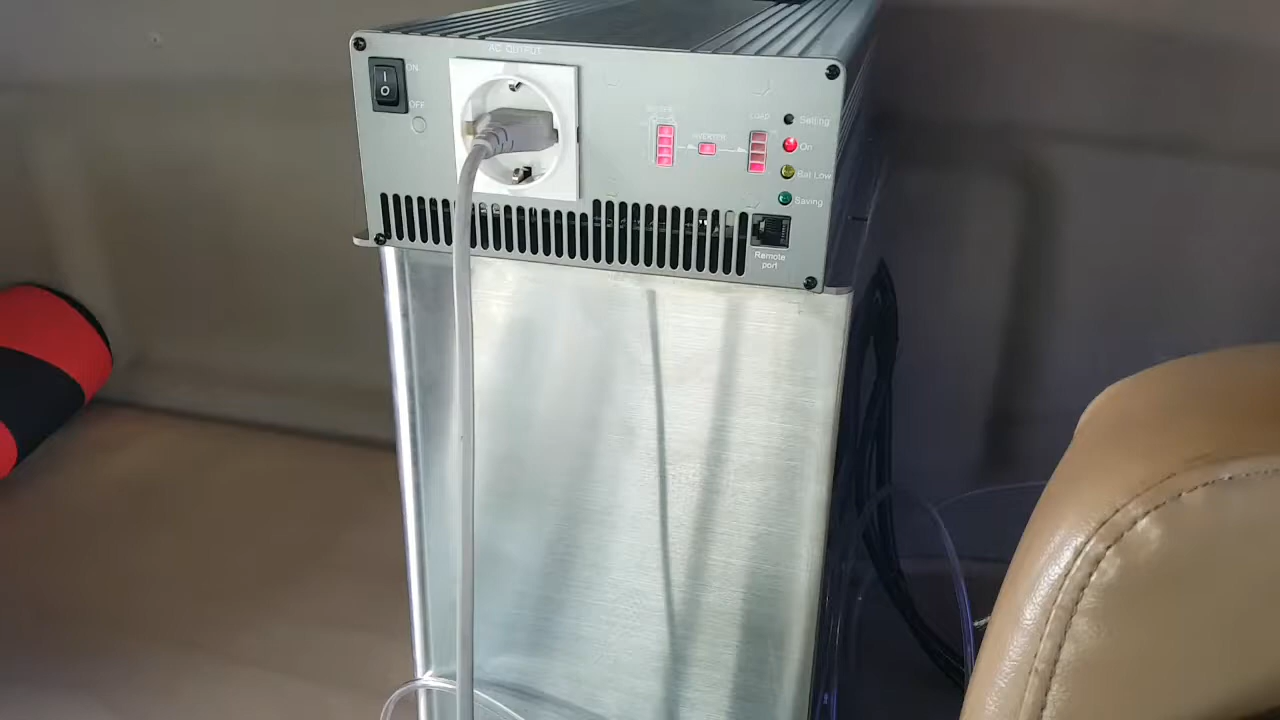 AC OUTPUT
ON
I
O
OFF
INVERTER
LOAD
Setting
On
Bat Low
Saving
Remote
port